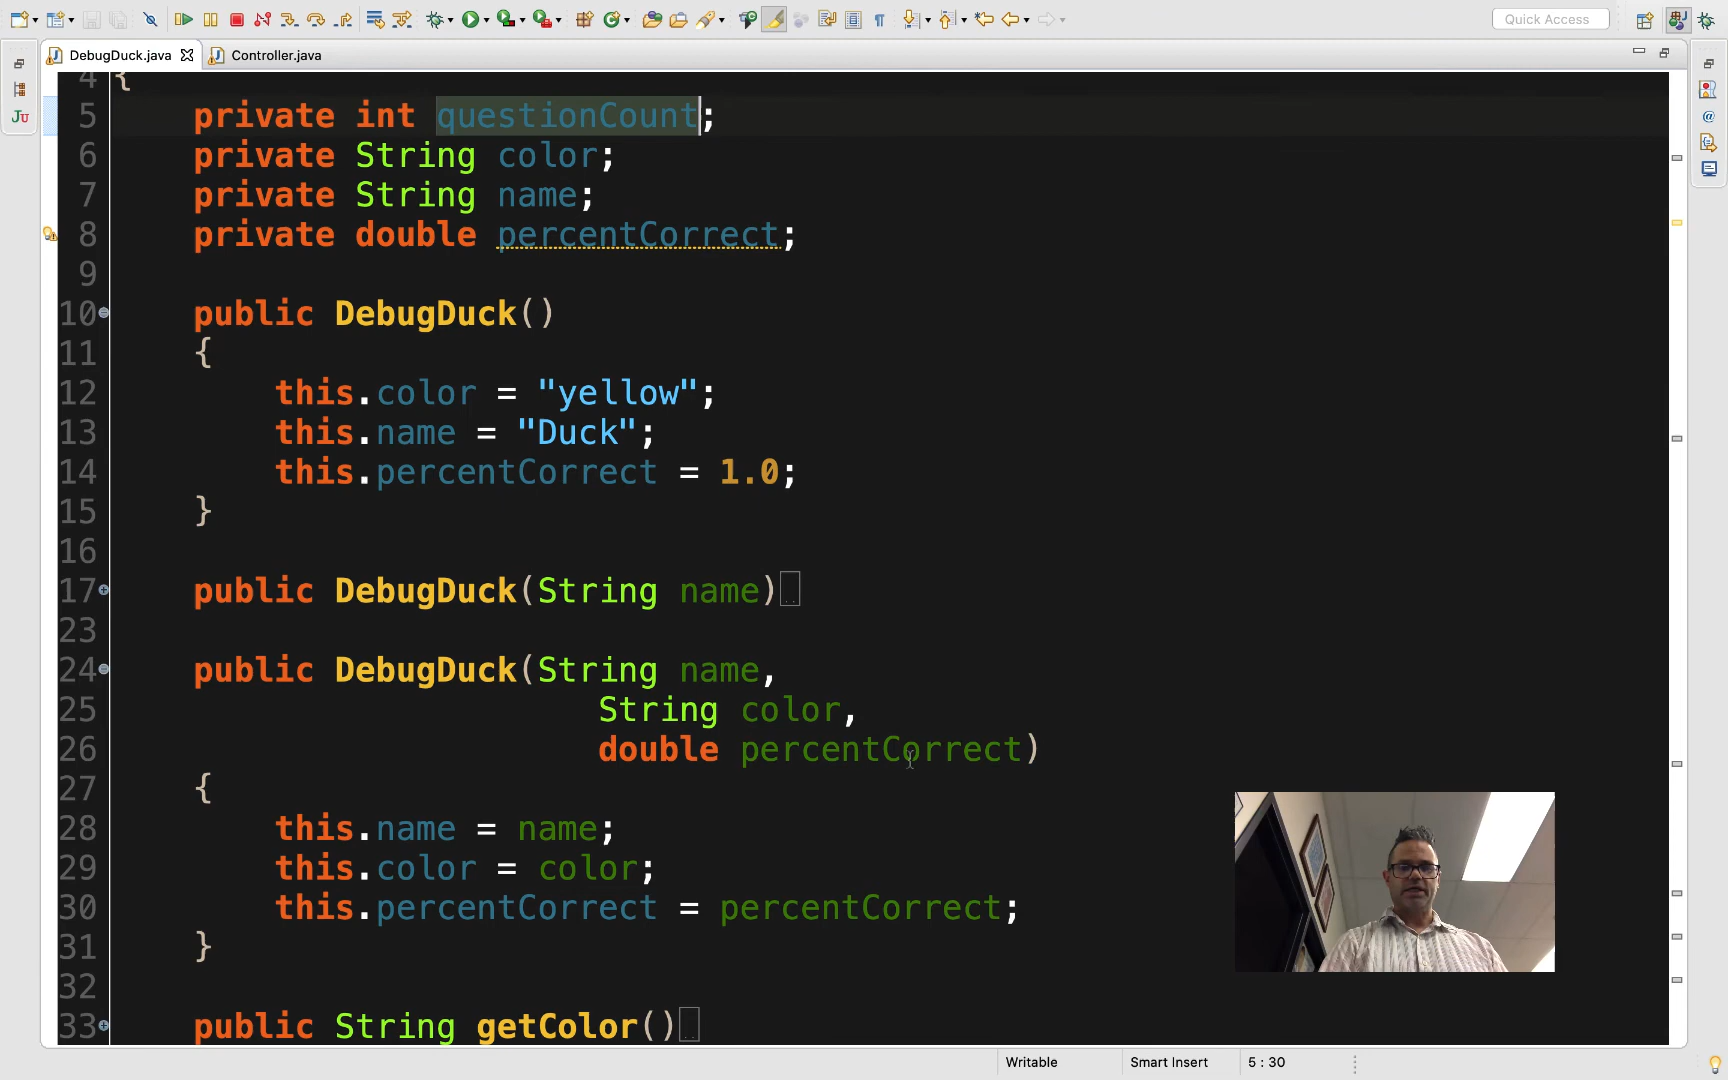 Quick Access
DebugDuck.java
Controller.java
4 {
5 private int questionCount;
6 private String color;
7 private String name;
8 private double percentCorrect;
9
10 public DebugDuck()
11 {
12 this.color = "yellow";
13 this.name = "Duck";
14 this.percentCorrect = 1.0;
15 }
16
17 public DebugDuck(String name)
23
24 public DebugDuck(String name,
25 String color,
26 double percentCorrect)
27 {
28 this.name = name;
29 this.color = color;
30 this.percentCorrect = percentCorrect;
31 }
32
33 public String getColor()
Writable
Smart Insert
5 : 30